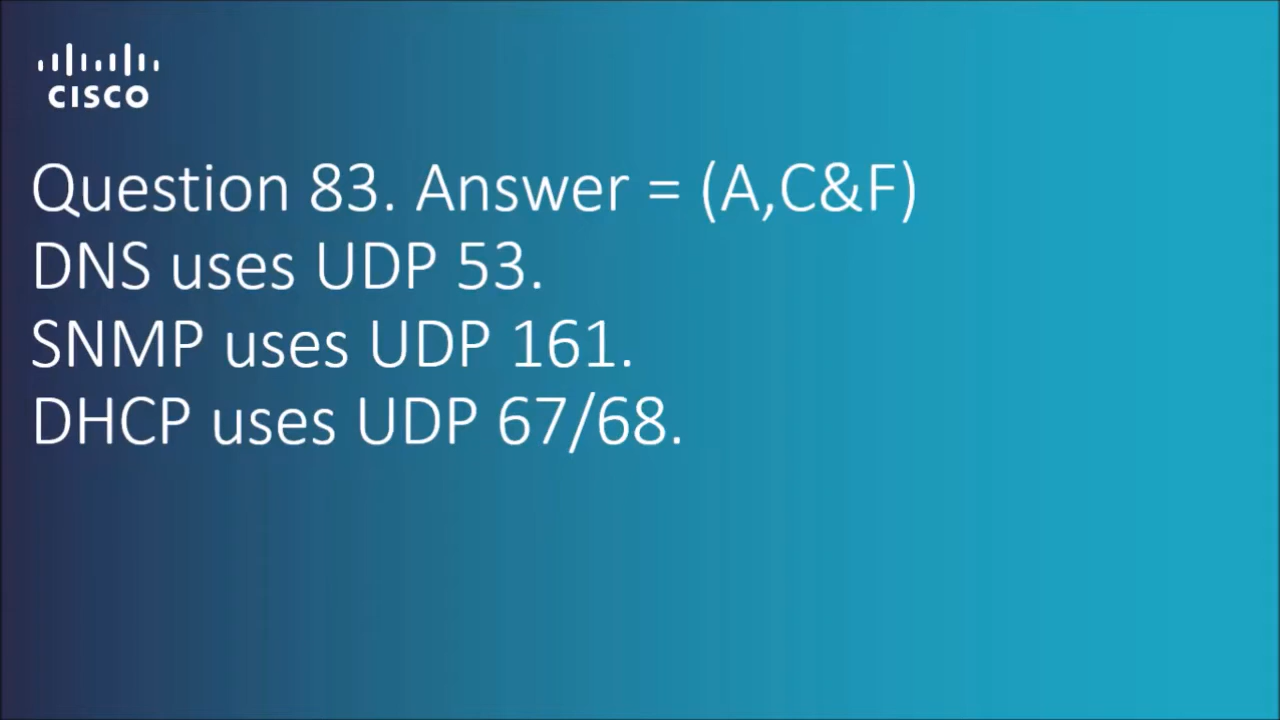 CISCO
Question 83. Answer = (A,C&F)
DNS uses UDP 53.
SNMP uses UDP 161.
DHCP uses UDP 67/68.